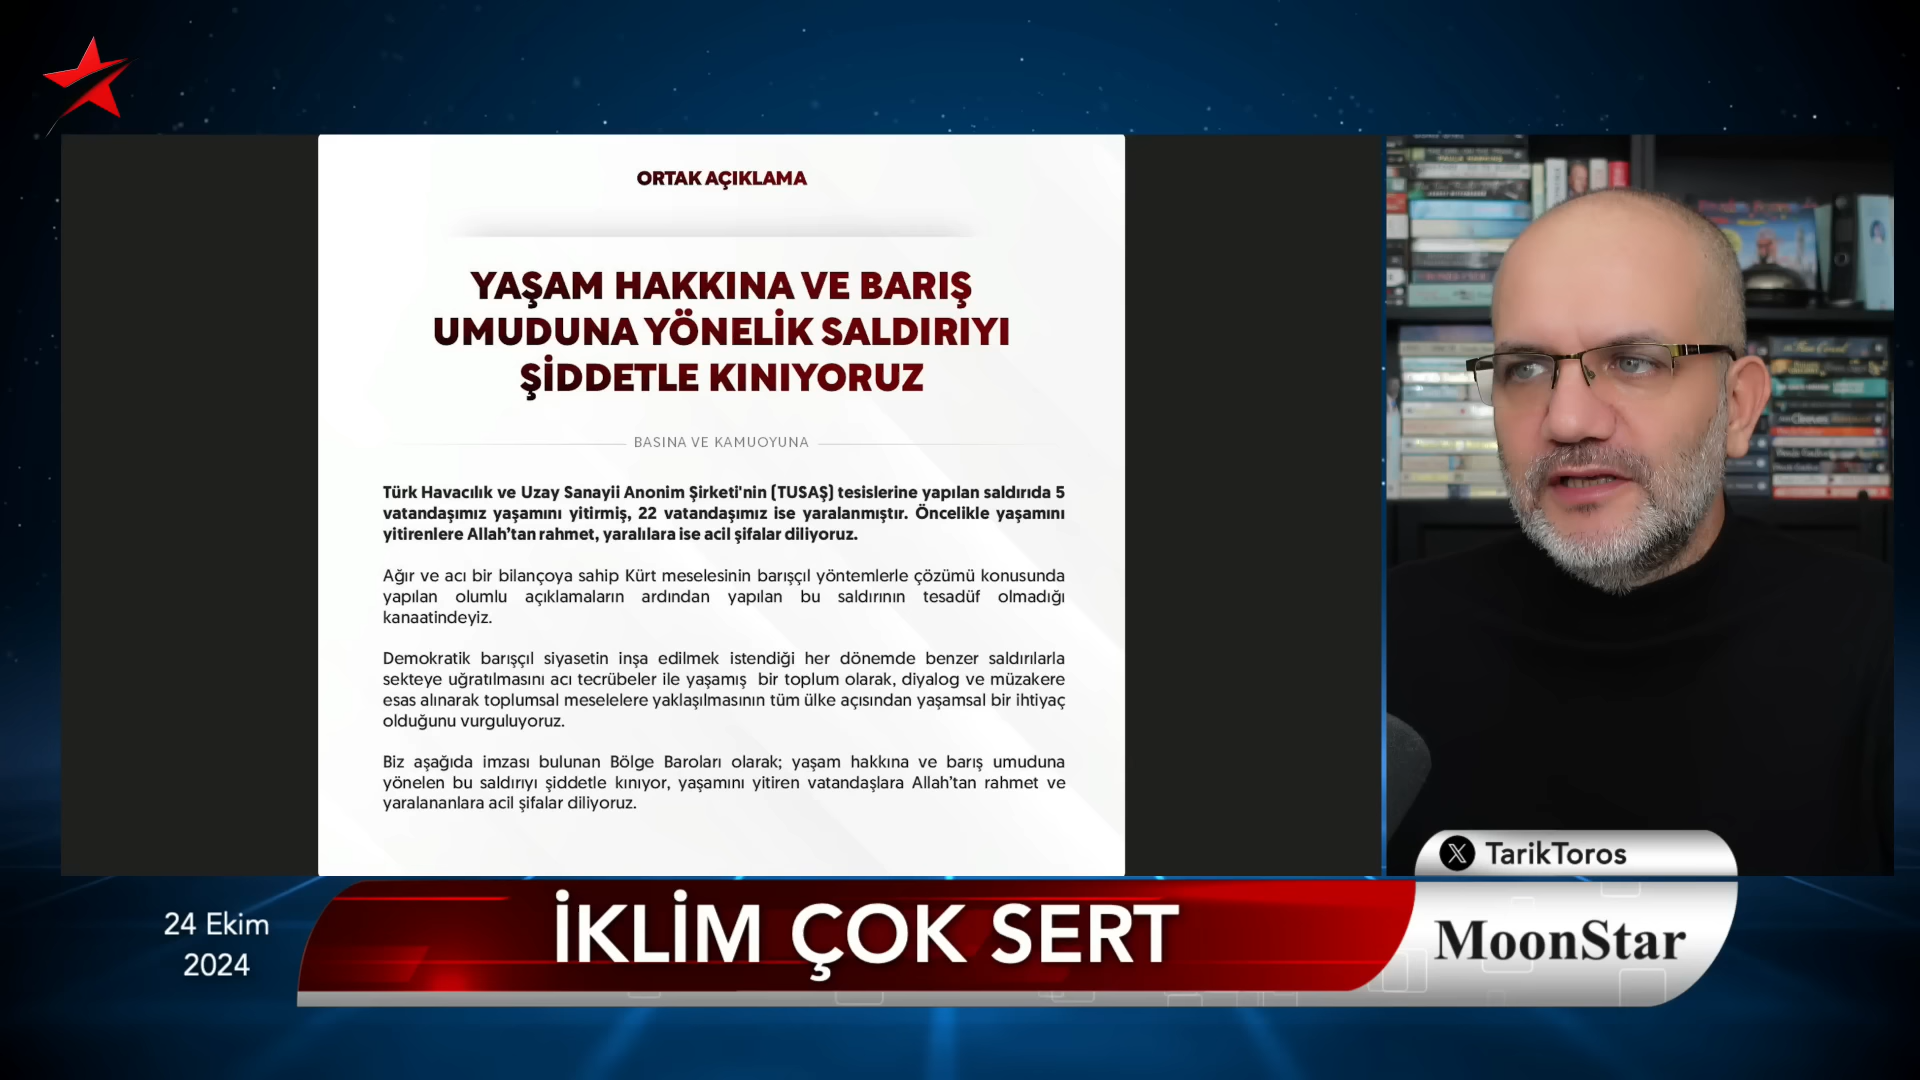 ORTAK AÇIKLAMA
YAŞAM HAKKINA VE BARIŞ
UMUDUNA YÖNELİK SALDIRIYI
ŞİDDETLE KINIYORUZ
BASINA VE KAMUOYUNA
Türk Havacılık ve Uzay Sanayii Anonim Şirketi'nin (TUSAŞ) tesislerine yapılan saldırıda 5
vatandaşımız yaşamını yitirmiş, 22 vatandaşımız ise yaralanmıştır. Öncelikle yaşamını
yitirenlere Allah'tan rahmet, yaralılara ise acil şifalar diliyoruz.
Ağır ve acı bir bilançoya sahip Kürt meselesinin barışçıl yöntemlerle çözümü konusunda
yapılan olumlu açıklamaların ardından yapılan bu saldırının tesadüf olmadığı
kanaatindeyiz.
Demokratik barışçıl siyasetin inşa edilmek istendiği her dönemde benzer saldırılarla
sekteye uğratılmasını acı tecrübeler ile yaşamış bir toplum olarak, diyalog ve müzakere
esas alınarak toplumsal meselelere yaklaşılmasının tüm ülke açısından yaşamsal bir ihtiyaç
olduğunu vurguluyoruz.
Biz aşağıda imzası bulunan Bölge Baroları olarak; yaşam hakkına ve barış umuduna
yönelen bu saldırıyı şiddetle kınıyor, yaşamını yitiren vatandaşlara Allah'tan rahmet ve
yaralananlara acil şifalar diliyoruz.
TarikToros
24 Ekim
2024
İKLİM ÇOK SERT
MoonStar